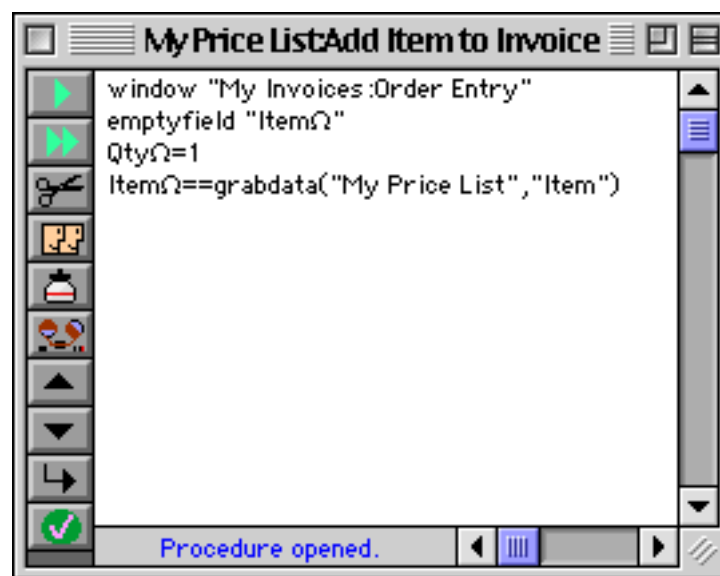 My Price List:Add Item to Invoice
window "My Invoices:Order Entry"
emptyfield "ItemΩ"
QtyΩ=1
ItemΩ==grabdata("My Price List","Item")
Procedure opened.